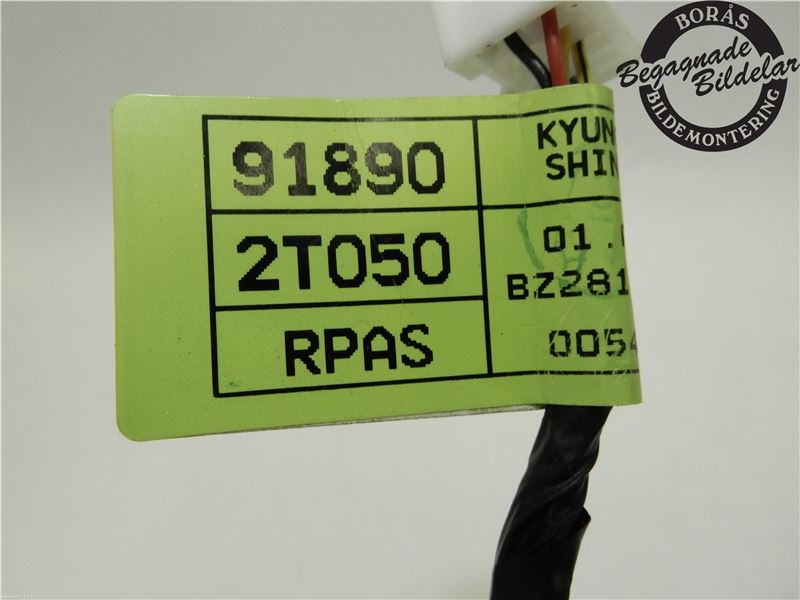 BORÅS
Begagnade
Bildelar
BILDEMONTERING
91890
2T050
RPAS
KYUN
SHIN
01.
BZ281
0054